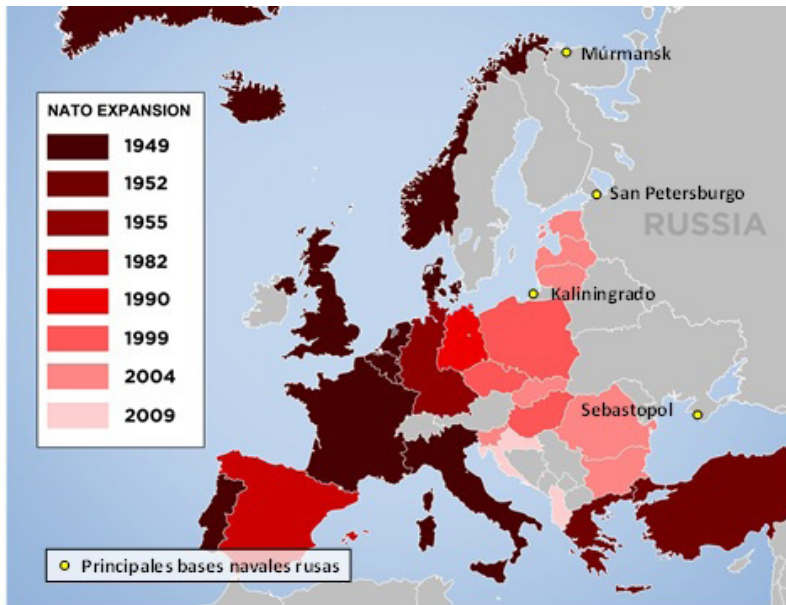 Múrmansk
NATO EXPANSION
1949
1952
1955
1982
1990
1999
2004
2009
San Petersburgo
RUSSIA
Kaliningrado
Sebastopol
Principales bases navales rusas